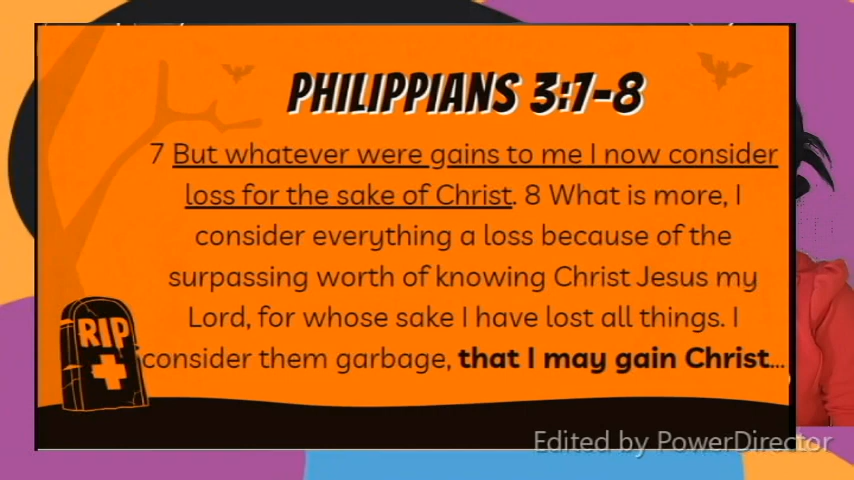 PHILIPPIANS 3:7-8
7 But whatever were gains to me I now consider
loss for the sake of Christ. 8 What is more, I
consider everything a loss because of the
surpassing worth of knowing Christ Jesus my
Lord, for whose sake I have lost all things. I
consider them garbage, that I may gain Christ...
RIP
Edited by PowerDirector